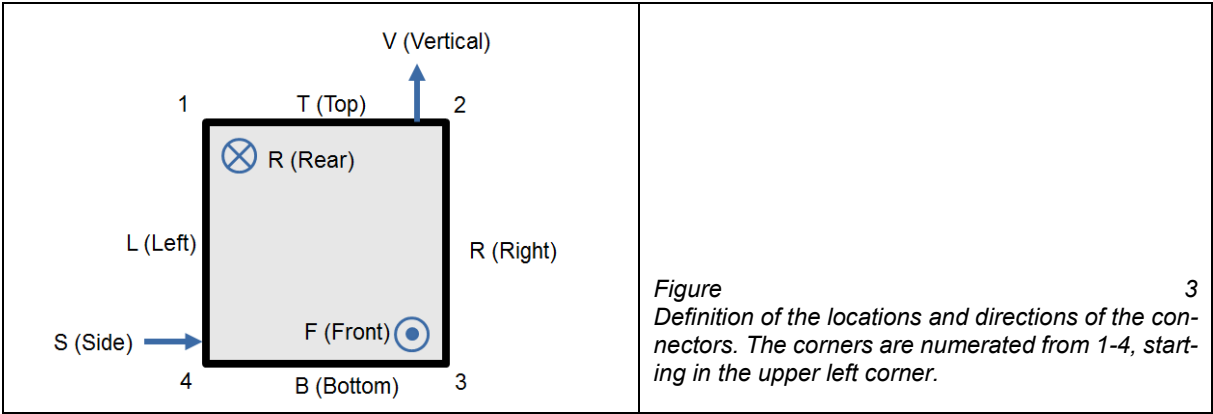 V (Vertical)
1 T (Top) 2
R (Rear)
L (Left)
R (Right)
F (Front)
S (Side)
4 B (Bottom) 3
Figure 3
Definition of the locations and directions of the con-
nectors. The corners are numerated from 1-4, start-
ing in the upper left corner.